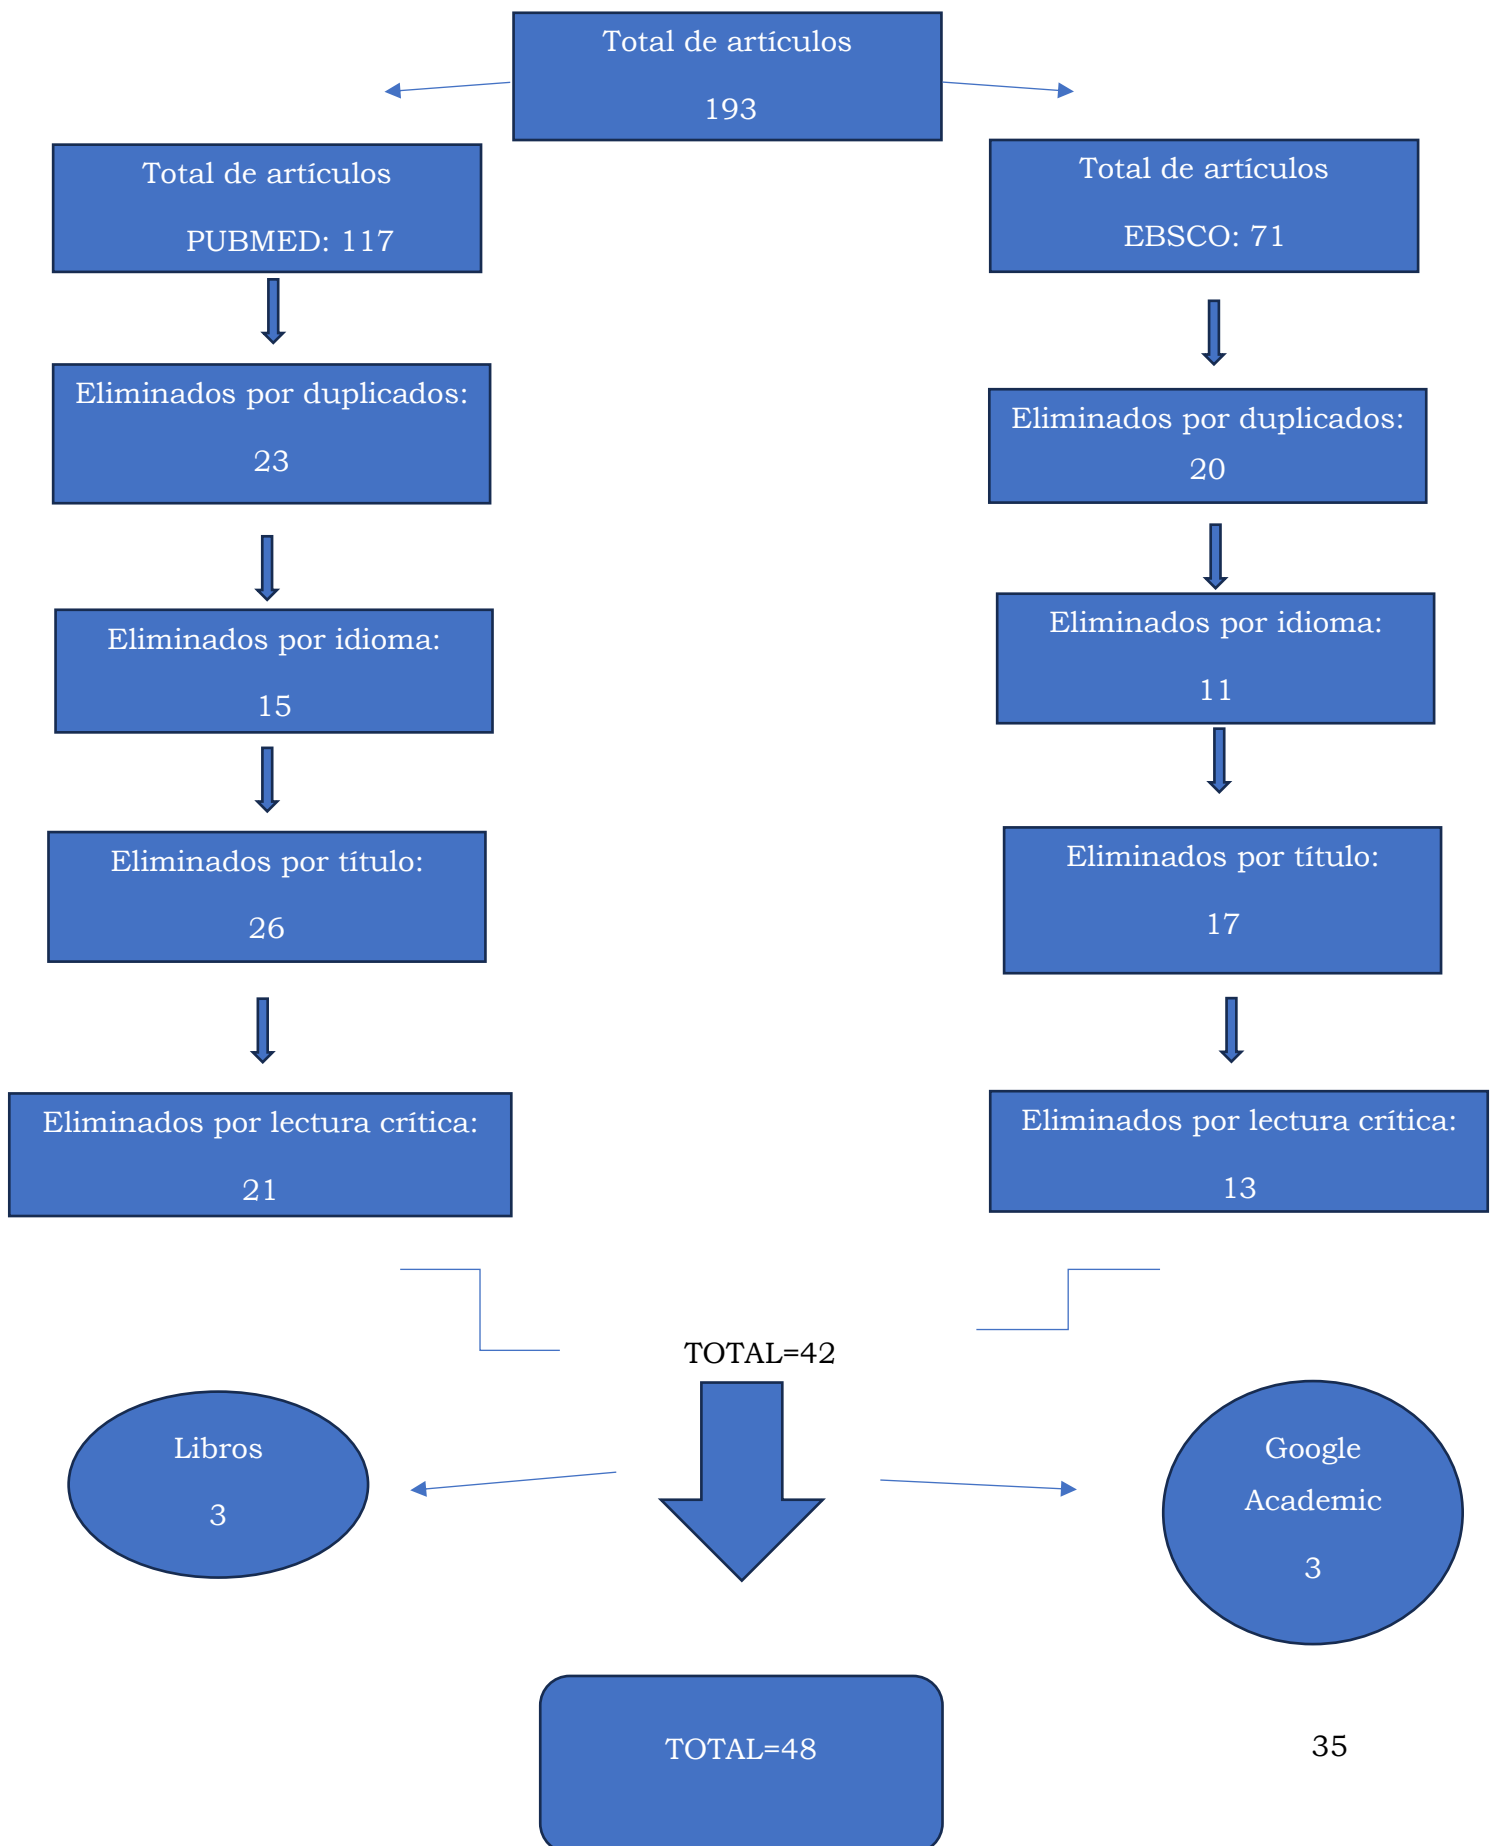 Total de artículos
193
Total de artículos
PUBMED: 117
Total de artículos
EBSCO: 71
Eliminados por duplicados:
23
Eliminados por duplicados:
20
Eliminados por idioma:
15
Eliminados por idioma:
11
Eliminados por título:
26
Eliminados por título:
17
Eliminados por lectura crítica:
21
Eliminados por lectura crítica:
13
TOTAL=42
Libros
3
Google
Academic
3
TOTAL=48
35